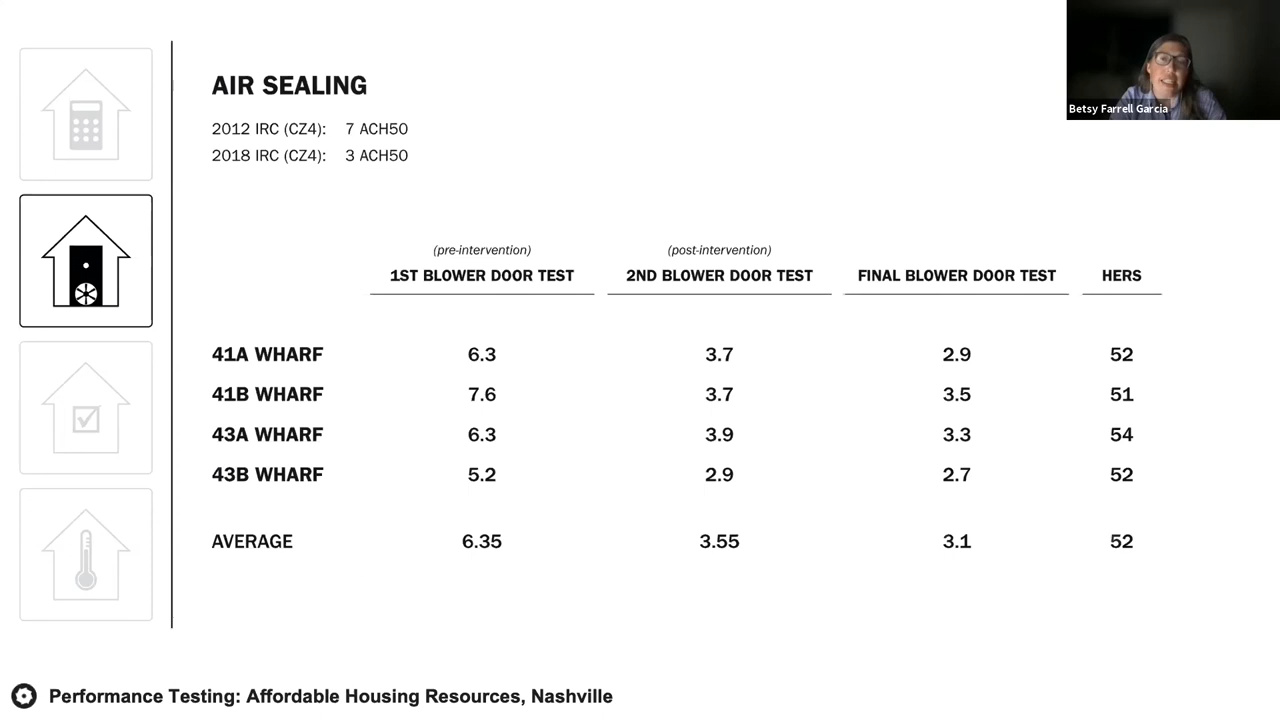 AIR SEALING
2012 IRC (CZ4): 7 ACH50
2018 IRC (CZ4): 3 ACH50
Betsy Farrell Garcia
(pre-intervention) (post-intervention)
1ST BLOWER DOOR TEST 2ND BLOWER DOOR TEST FINAL BLOWER DOOR TEST HERS
41A WHARF 6.3 3.7 2.9 52
41B WHARF 7.6 3.7 3.5 51
43A WHARF 6.3 3.9 3.3 54
43B WHARF 5.2 2.9 2.7 52
AVERAGE 6.35 3.55 3.1 52
Performance Testing: Affordable Housing Resources, Nashville